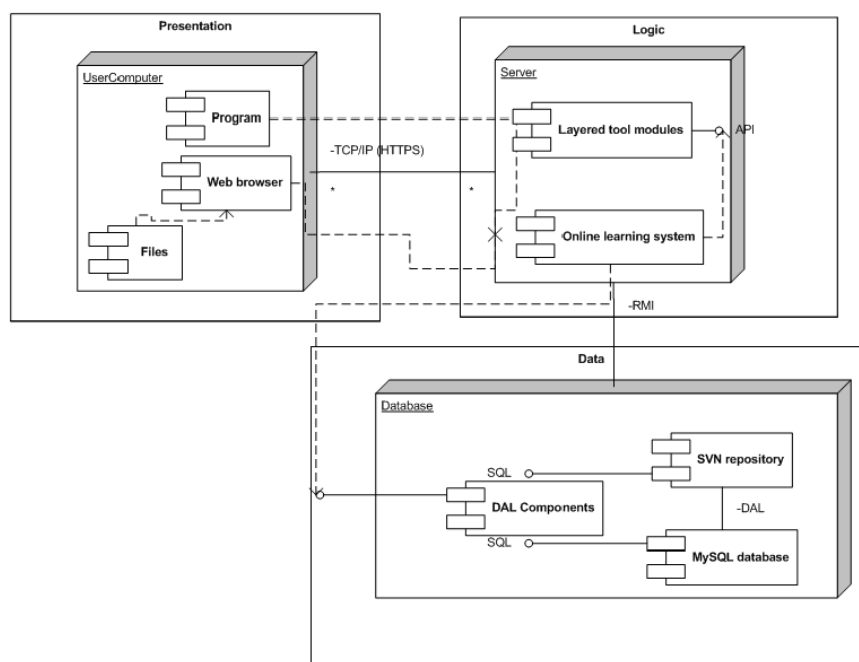 Presentation
UserComputer
Program
Web browser
Files
-TCP/IP (HTTPS)
*
*
Logic
Server
Layered tool modules
API
Online learning system
-RMI
Data
Database
SQL
SVN repository
DAL Components
-DAL
SQL
MySQL database